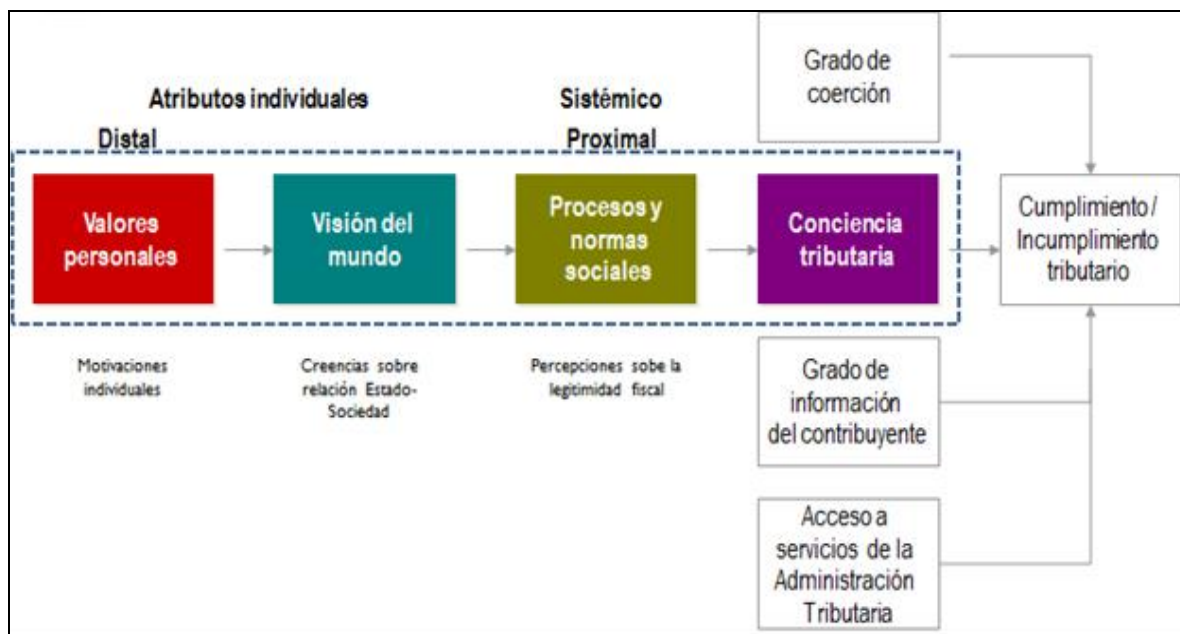 Grado de
coerción
Atributos individuales
Distal
Sistémico
Proximal
Valores
personales
Visión del
mundo
Procesos y
normas
sociales
Conciencia
tributaria
Cumplimiento /
Incumplimiento
tributario
Motivaciones
individuales
Creencias sobre
relación Estado-
Sociedad
Percepciones sobe la
legitimidad fiscal
Grado de
información
del contribuyente
Acceso a
servicios de la
Administración
Tributaria